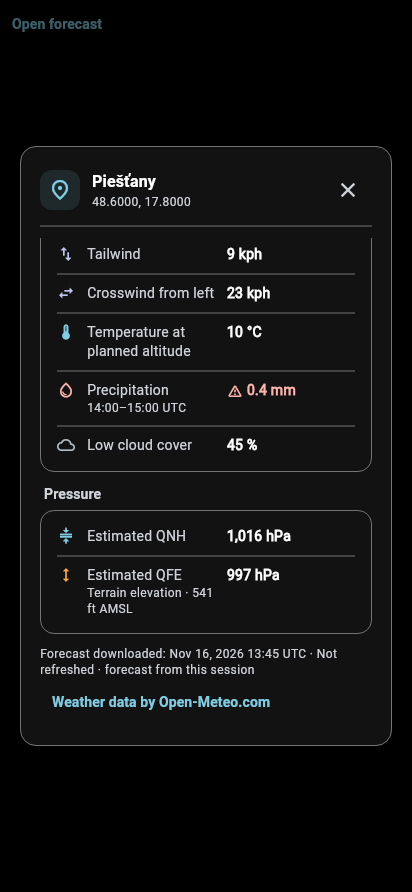 Open forecast
Piešťany
48.6000, 17.8000
Tailwind 9 kph
Crosswind from left 23 kph
Temperature at 10 °C
planned altitude
Precipitation 0.4 mm
14:00–15:00 UTC
Low cloud cover 45 %
Pressure
Estimated QNH 1,016 hPa
Estimated QFE 997 hPa
Terrain elevation · 541
ft AMSL
Forecast downloaded: Nov 16, 2026 13:45 UTC · Not
refreshed · forecast from this session
Weather data by Open-Meteo.com